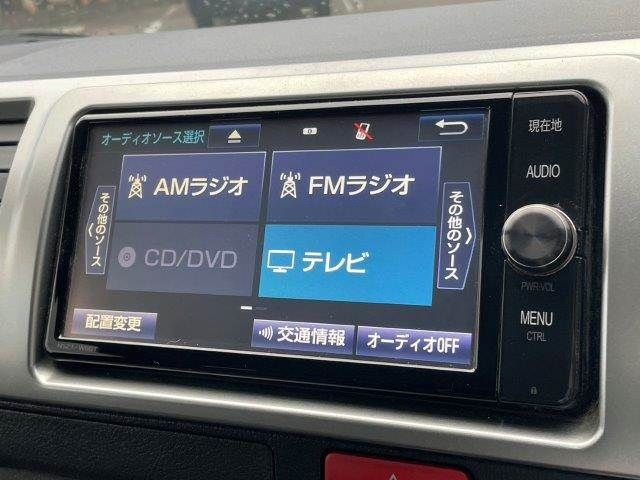 オーディオソース選択
現在地
AMラジオ
FMラジオ
AUDIO
その他のソース
その他のソース
CD/DVD
テレビ
PWR·VOL
配置変更
交通情報
オーディオOFF
MENU
CTRL